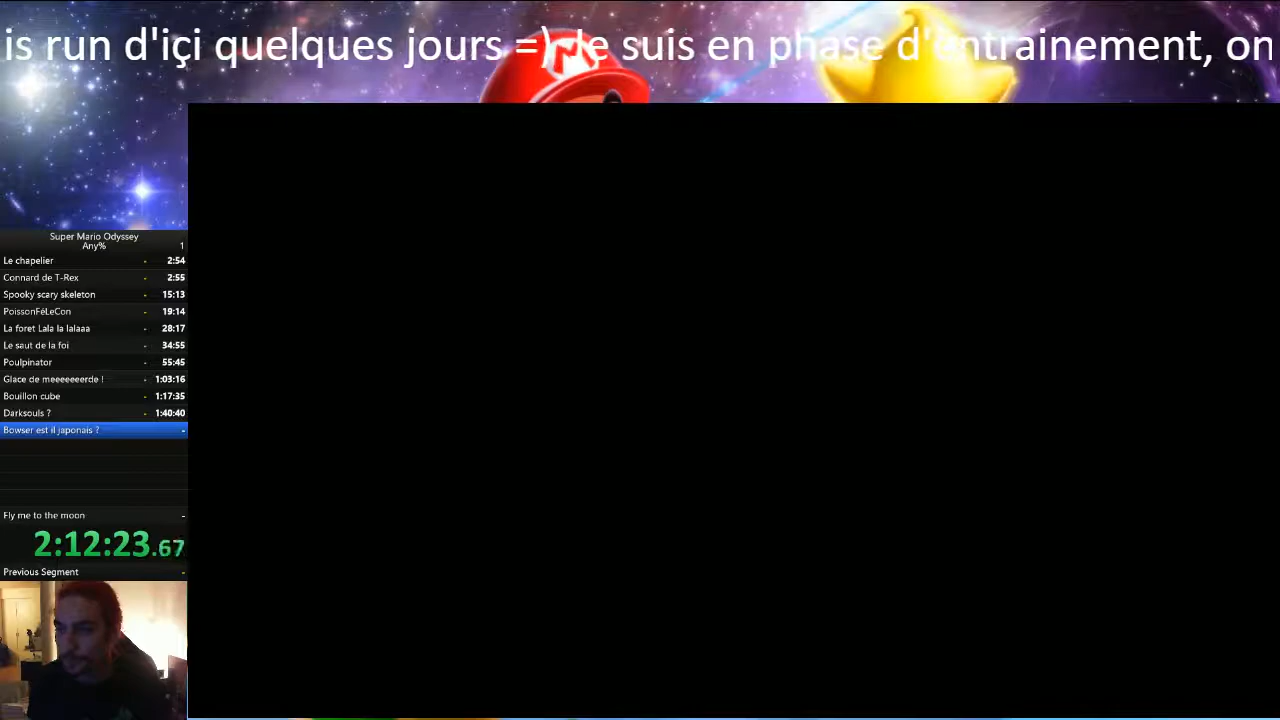 is run d'içi quelques jours =) Je suis en phase d'entrainement, on
Super Mario Odyssey
Any% 1
Le chapelier - 2:54
Connard de T-Rex - 2:55
Spooky scary skeleton - 15:13
PoissonFéLeCon - 19:14
La foret Lala la lalaaa - 28:17
Le saut de la foi - 34:55
Poulpinator - 55:45
Glace de meeeeeeerde ! - 1:03:16
Bouillon cube - 1:17:35
Darksouls ? - 1:40:40
Bowser est il japonais ? -
Fly me to the moon -
2:12:23.67
Previous Segment -